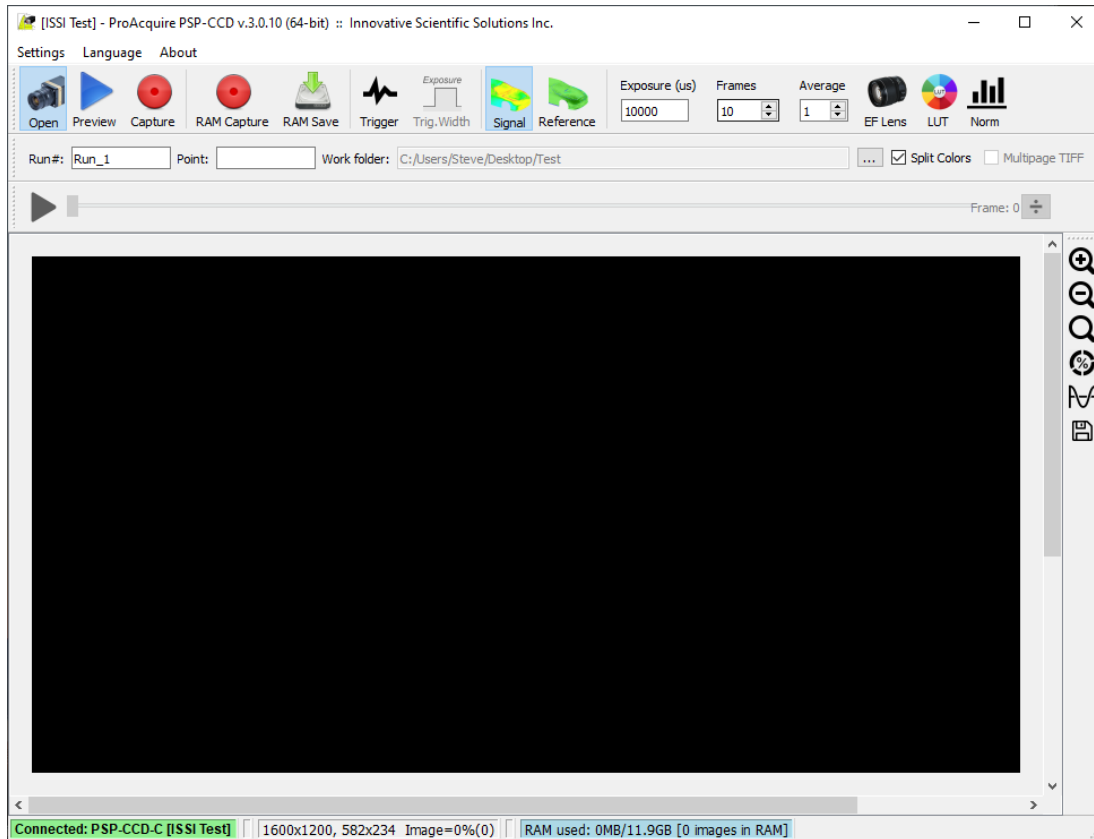 [ISSI Test] - ProAcquire PSP-CCD v.3.0.10 (64-bit) :: Innovative Scientific Solutions Inc.
Settings Language About
Open Preview Capture RAM Capture RAM Save Trigger Exposure Trig.Width Signal Reference Exposure (us) 10000 Frames 10 Average 1 EF Lens LUT LUT Norm
Run#: Run_1 Point: Work folder: C:/Users/Steve/Desktop/Test ... Split Colors Multipage TIFF
Frame: 0
%
Connected: PSP-CCD-C [ISSI Test] 1600x1200, 582x234 Image=0%(0) RAM used: 0MB/11.9GB [0 images in RAM]